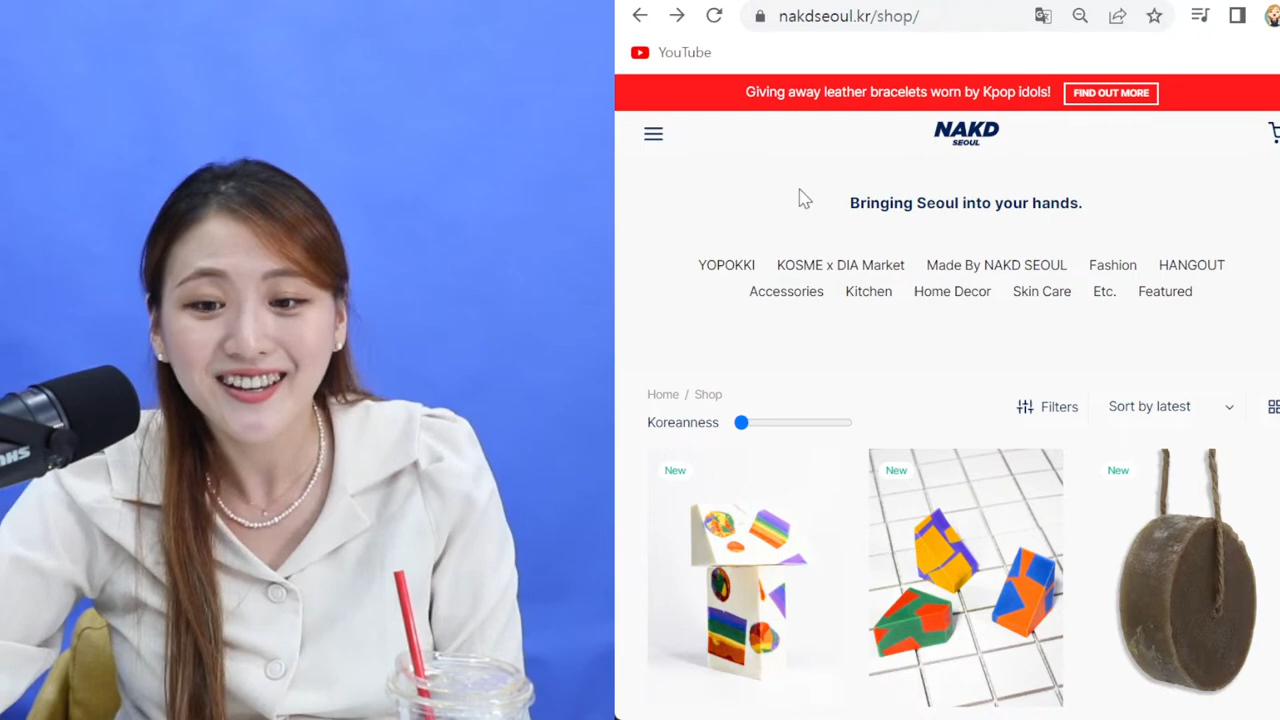 nakdseoul.kr/shop/
YouTube
Giving away leather bracelets worn by Kpop idols! FIND OUT MORE
NAKD
SEOUL
Bringing Seoul into your hands.
YOPOKKI KOSME x DIA Market Made By NAKD SEOUL Fashion HANGOUT
Accessories Kitchen Home Decor Skin Care Etc. Featured
Home / Shop
Filters Sort by latest
Koreanness
New New New
SHURE